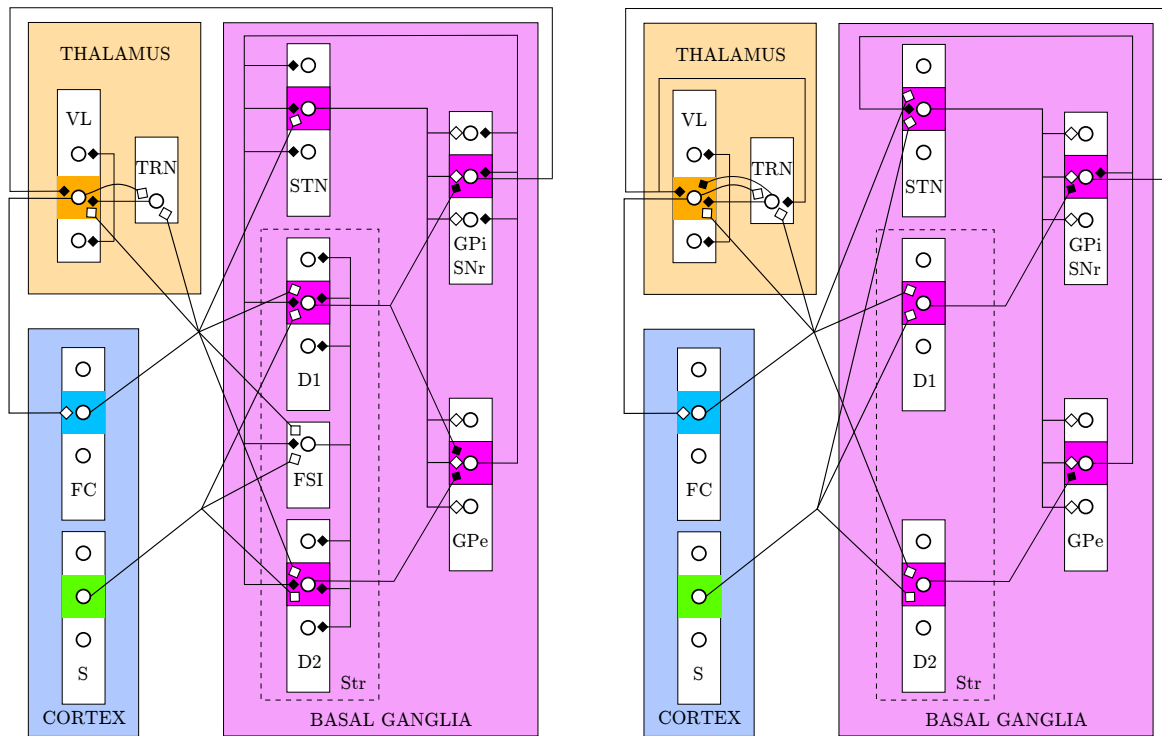 THALAMUS
VL
TRN
STN
GPi
SNr
D1
FC
FSI
GPe
S
D2
Str
CORTEX
BASAL GANGLIA
THALAMUS
VL
TRN
STN
GPi
SNr
D1
FC
GPe
S
D2
Str
CORTEX
BASAL GANGLIA